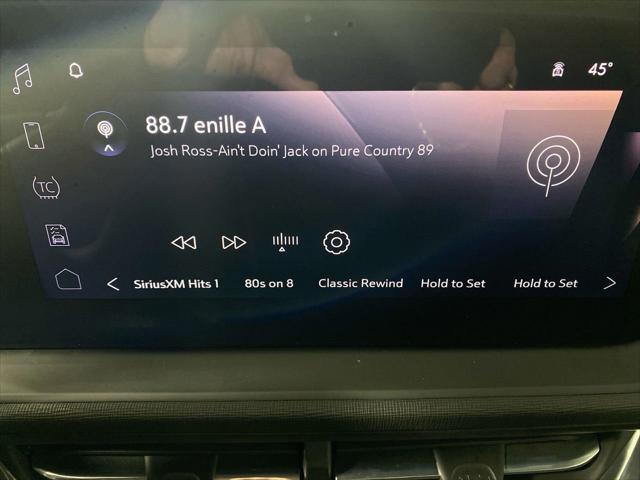 45°
88.7 enille A
Josh Ross-Ain't Doin' Jack on Pure Country 89
TC
SiriusXM Hits 1 80s on 8 Classic Rewind Hold to Set Hold to Set